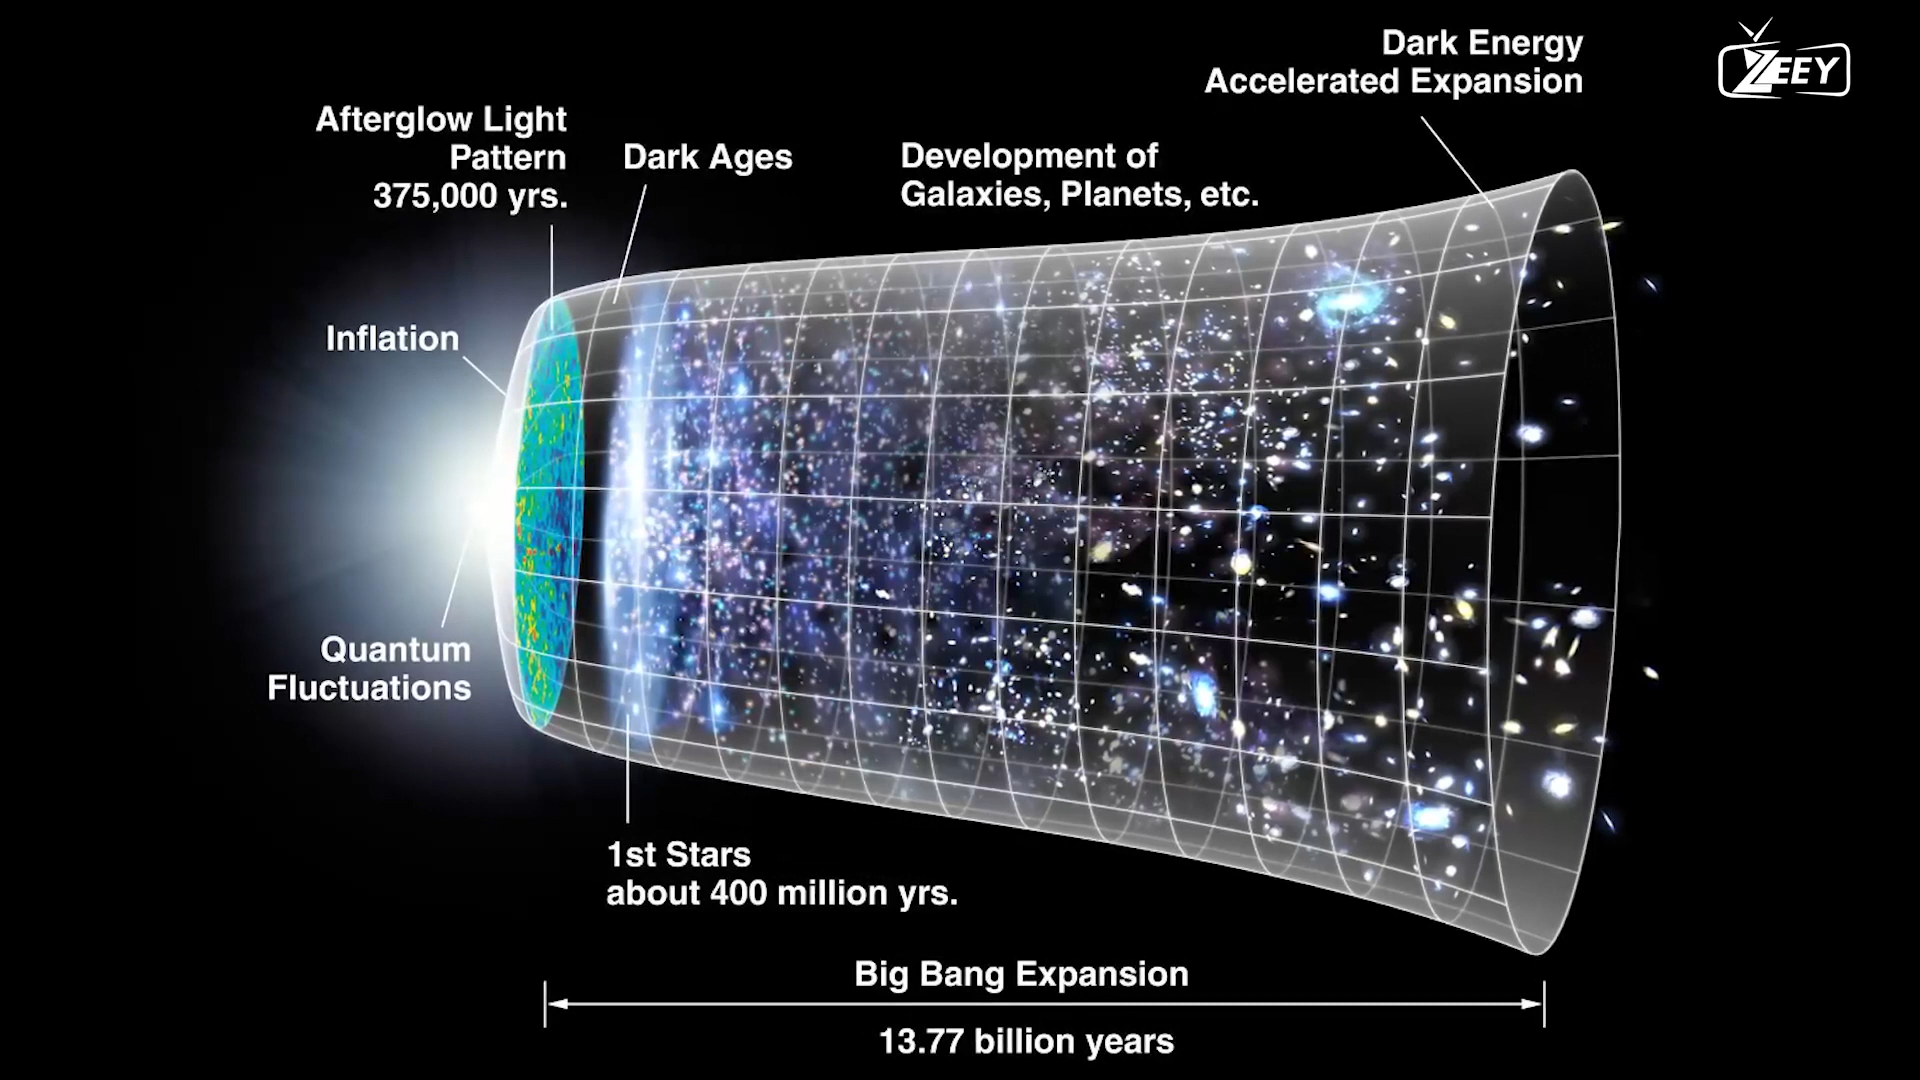 Dark Energy
Accelerated Expansion
ZEEY
Afterglow Light
Pattern
375,000 yrs.
Dark Ages
Development of
Galaxies, Planets, etc.
Inflation
Quantum
Fluctuations
1st Stars
about 400 million yrs.
Big Bang Expansion
13.77 billion years